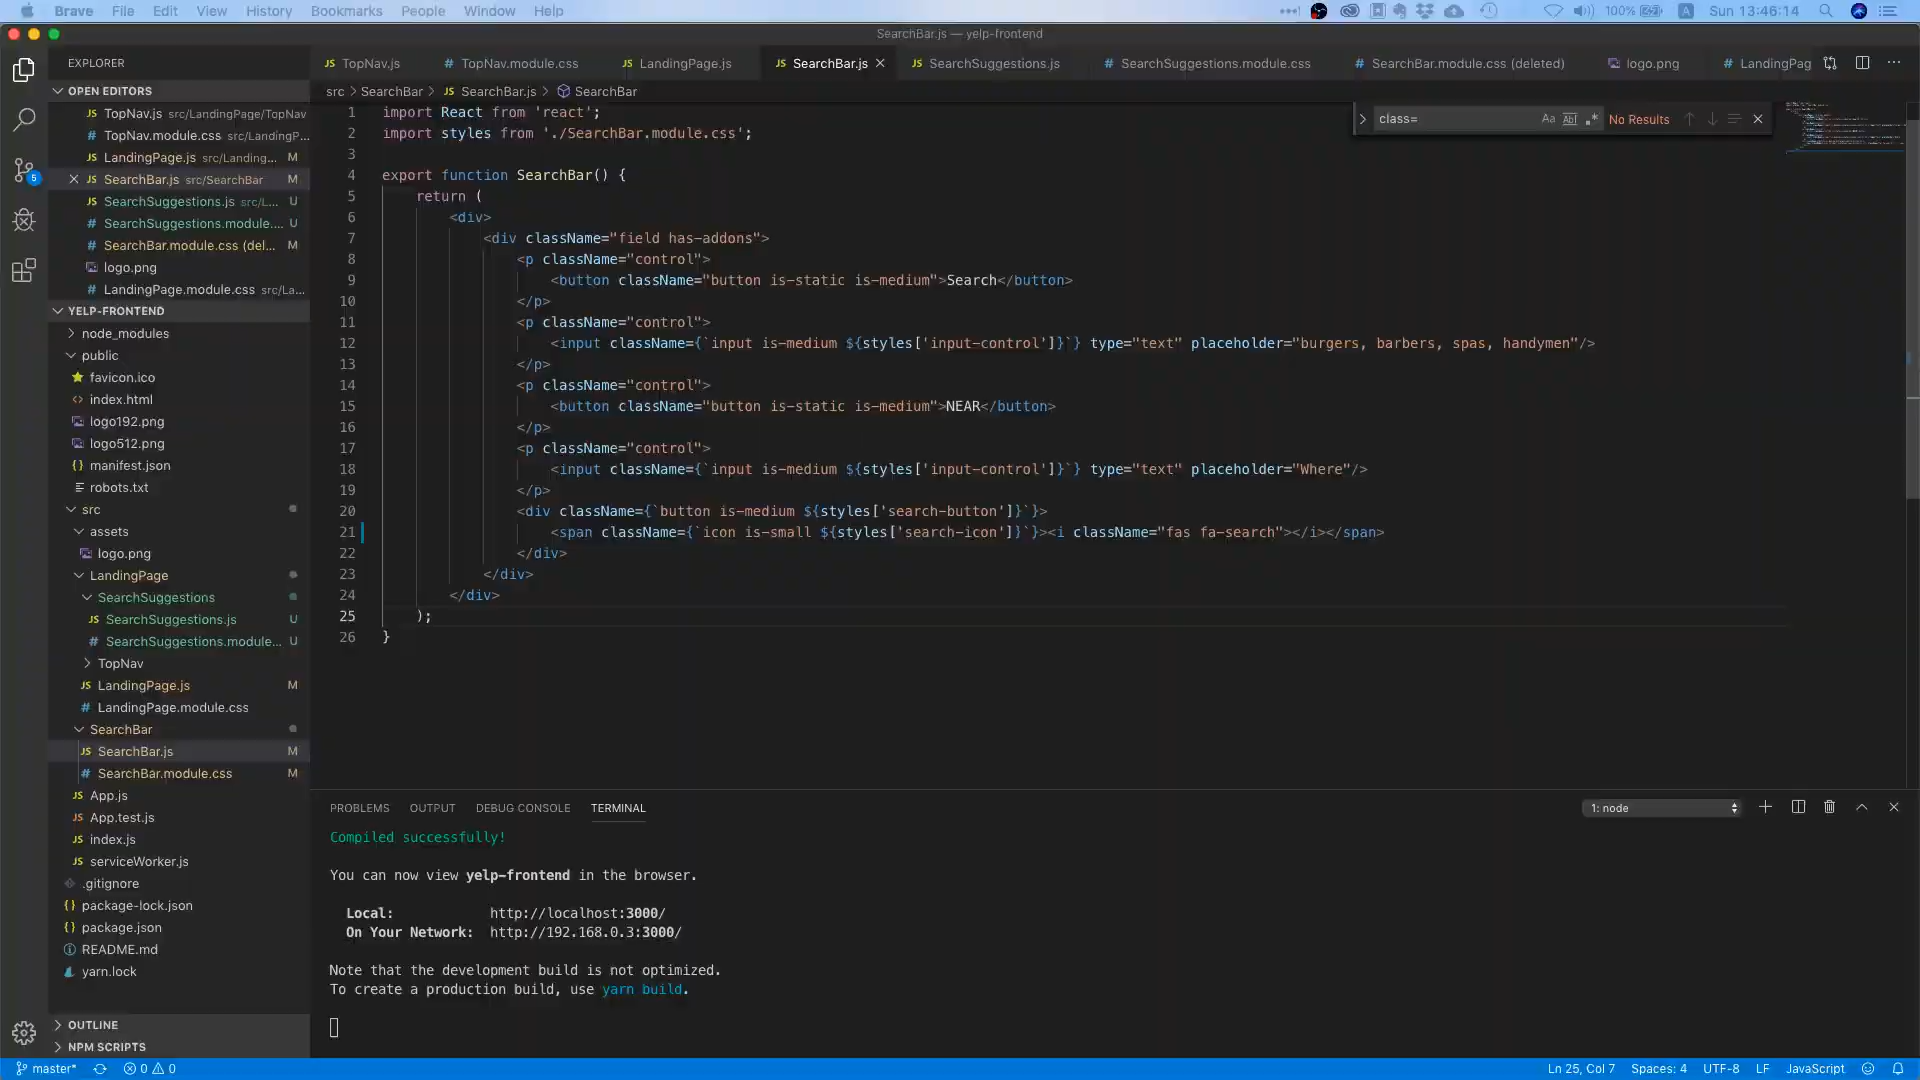 Brave File Edit View History Bookmarks People Window Help
100% A Sun 13:46:14
SearchBar.js — yelp-frontend
EXPLORER
TopNav.js TopNav.module.css LandingPage.js SearchBar.js SearchSuggestions.js SearchSuggestions.module.css SearchBar.module.css (deleted) logo.png LandingPag
OPEN EDITORS
TopNav.js src/LandingPage/TopNav
TopNav.module.css src/LandingP...
LandingPage.js src/Landing... M
SearchBar.js src/SearchBar M
SearchSuggestions.js src/L... U
SearchSuggestions.module.... U
SearchBar.module.css (del... M
logo.png
LandingPage.module.css src/La...
YELP-FRONTEND
node_modules
public
favicon.ico
index.html
logo192.png
logo512.png
manifest.json
robots.txt
src
assets
logo.png
LandingPage
SearchSuggestions
SearchSuggestions.js U
SearchSuggestions.module... U
TopNav
LandingPage.js M
LandingPage.module.css
SearchBar
SearchBar.js M
SearchBar.module.css M
App.js
App.test.js
index.js
serviceWorker.js
.gitignore
package-lock.json
package.json
README.md
yarn.lock
OUTLINE
NPM SCRIPTS
src > SearchBar > SearchBar.js > SearchBar
class= Aa Abl .* No Results
1 import React from 'react';
2 import styles from './SearchBar.module.css';
3
4 export function SearchBar() {
5 return (
6 <div>
7 <div className="field has-addons">
8 <p className="control">
9 <button className="button is-static is-medium">Search</button>
10 </p>
11 <p className="control">
12 <input className={`input is-medium ${styles['input-control']}`} type="text" placeholder="burgers, barbers, spas, handymen"/>
13 </p>
14 <p className="control">
15 <button className="button is-static is-medium">NEAR</button>
16 </p>
17 <p className="control">
18 <input className={`input is-medium ${styles['input-control']}`} type="text" placeholder="Where"/>
19 </p>
20 <div className={`button is-medium ${styles['search-button']}`}>
21 <span className={`icon is-small ${styles['search-icon']}`}><i className="fas fa-search"></i></span>
22 </div>
23 </div>
24 </div>
25 );
26 }
PROBLEMS OUTPUT DEBUG CONSOLE TERMINAL 1: node
Compiled successfully!
You can now view yelp-frontend in the browser.
Local: http://localhost:3000/
On Your Network: http://192.168.0.3:3000/
Note that the development build is not optimized.
To create a production build, use yarn build.
5
master* 0 0 Ln 25, Col 7 Spaces: 4 UTF-8 LF JavaScript